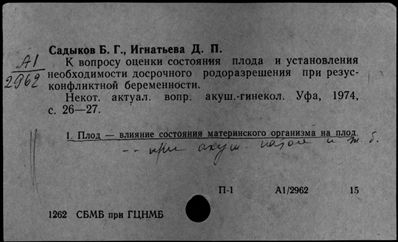 Садыков Б. Г., Игнатьева Д. П.
А1/2962
К вопросу оценки состояния плода и установления
необходимости досрочного родоразрешения при резус-
конфликтной беременности.
Некот. актуал. вопр. акуш.-гинекол. Уфа, 1974,
с. 26—27.
1. Плод — влияние состояния материнского организма на плод
-- при акуш.
П-1 А1/2962 15
1262 СБМБ при ГЦНМБ